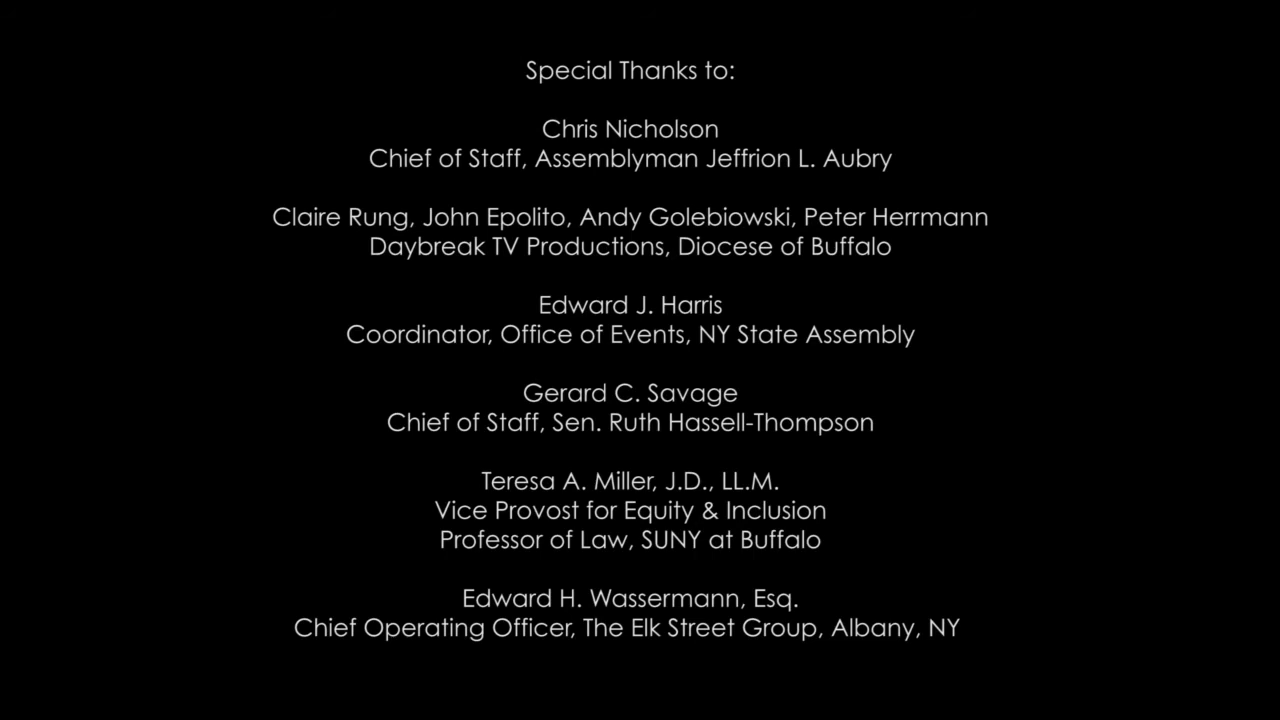 Special Thanks to:
Chris Nicholson
Chief of Staff, Assemblyman Jeffrion L. Aubry
Claire Rung, John Epolito, Andy Golebiowski, Peter Herrmann
Daybreak TV Productions, Diocese of Buffalo
Edward J. Harris
Coordinator, Office of Events, NY State Assembly
Gerard C. Savage
Chief of Staff, Sen. Ruth Hassell-Thompson
Teresa A. Miller, J.D., LL.M.
Vice Provost for Equity & Inclusion
Professor of Law, SUNY at Buffalo
Edward H. Wassermann, Esq.
Chief Operating Officer, The Elk Street Group, Albany, NY